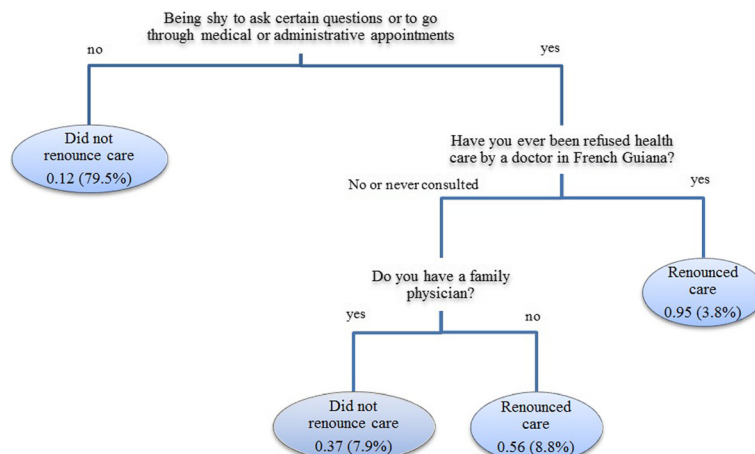 Being shy to ask certain questions or to go
through medical or administrative appointments
no
yes
Did not
renounce care
0.12 (79.5%)
Have you ever been refused health
care by a doctor in French Guiana?
No or never consulted
yes
Do you have a family
physician?
Renounced
care
0.95 (3.8%)
yes
no
Did not
renounce care
0.37 (7.9%)
Renounced
care
0.56 (8.8%)